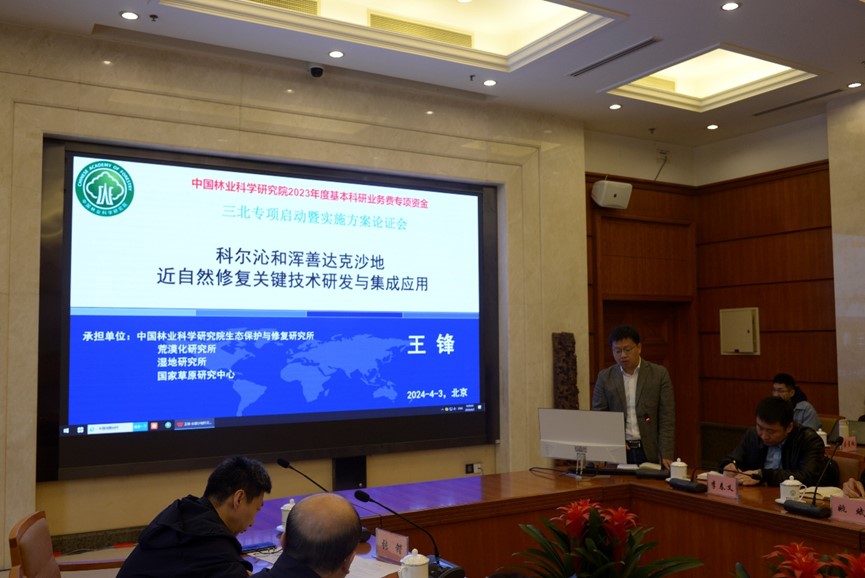 CHINESE ACADEMY OF FORESTRY
中国林业科学研究院2023年度基本科研业务费专项资金
三北专项启动暨实施方案论证会
科尔沁和浑善达克沙地
近自然修复关键技术研发与集成应用
承担单位：中国林业科学研究院生态保护与修复研究所
荒漠化研究所
湿地研究所
国家草原研究中心
王 锋
2024-4-3，北京